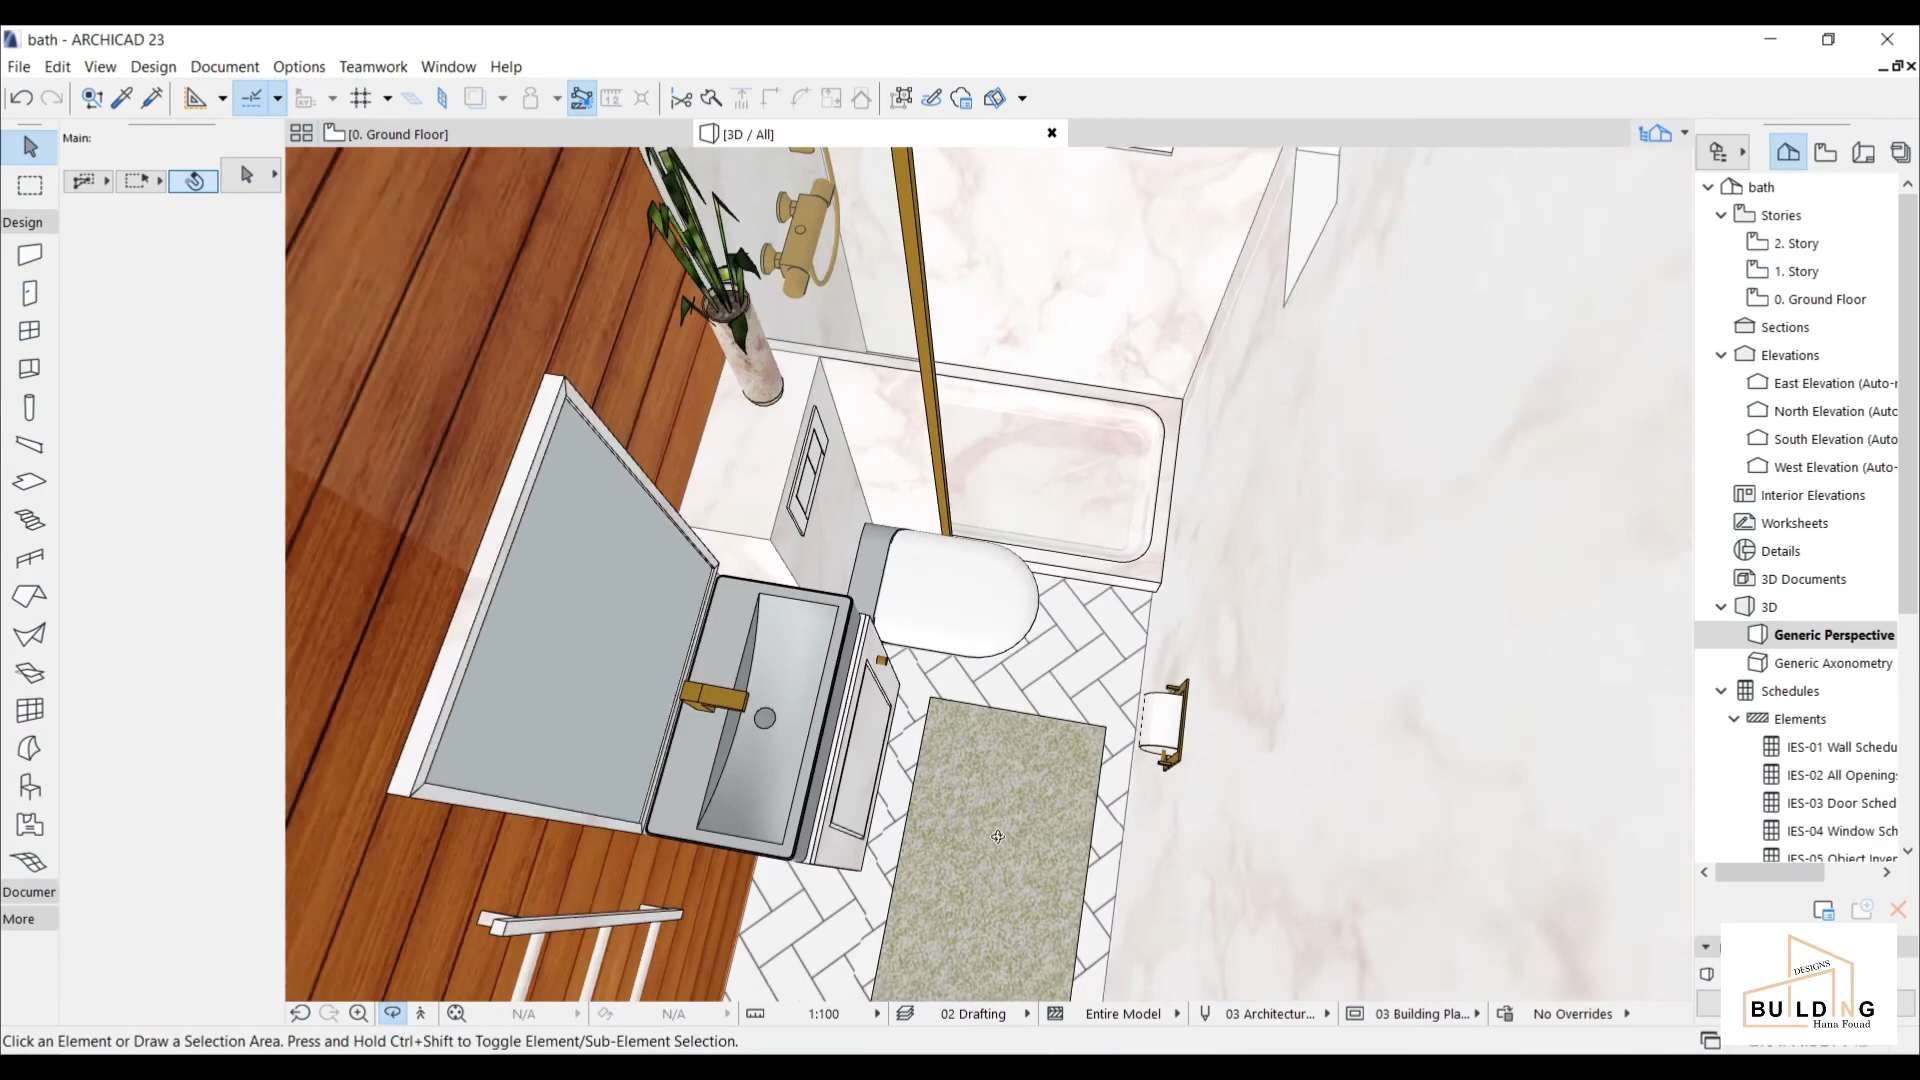 bath - ARCHICAD 23
File Edit View Design Document Options Teamwork Window Help
Main:
[0. Ground Floor]
[3D / All]
Design
Documer
More
bath
Stories
2. Story
1. Story
0. Ground Floor
Sections
Elevations
East Elevation (Auto-r
North Elevation (Autc
South Elevation (Auto
West Elevation (Auto-
Interior Elevations
Worksheets
Details
3D Documents
3D
Generic Perspective
Generic Axonometry
Schedules
Elements
IES-01 Wall Schedu
IES-02 All Opening:
IES-03 Door Sched
IES-04 Window Sch
IES-05 Object Inver
DESIGNS
BUILDING
Hana Fouad
N/A N/A 1:100 02 Drafting Entire Model 03 Architectur... 03 Building Pla... No Overrides
Click an Element or Draw a Selection Area. Press and Hold Ctrl+Shift to Toggle Element/Sub-Element Selection.